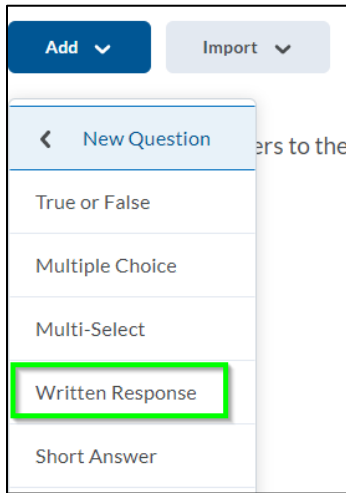 Add Import
New Question
ers to the
True or False
Multiple Choice
Multi-Select
Written Response
Short Answer